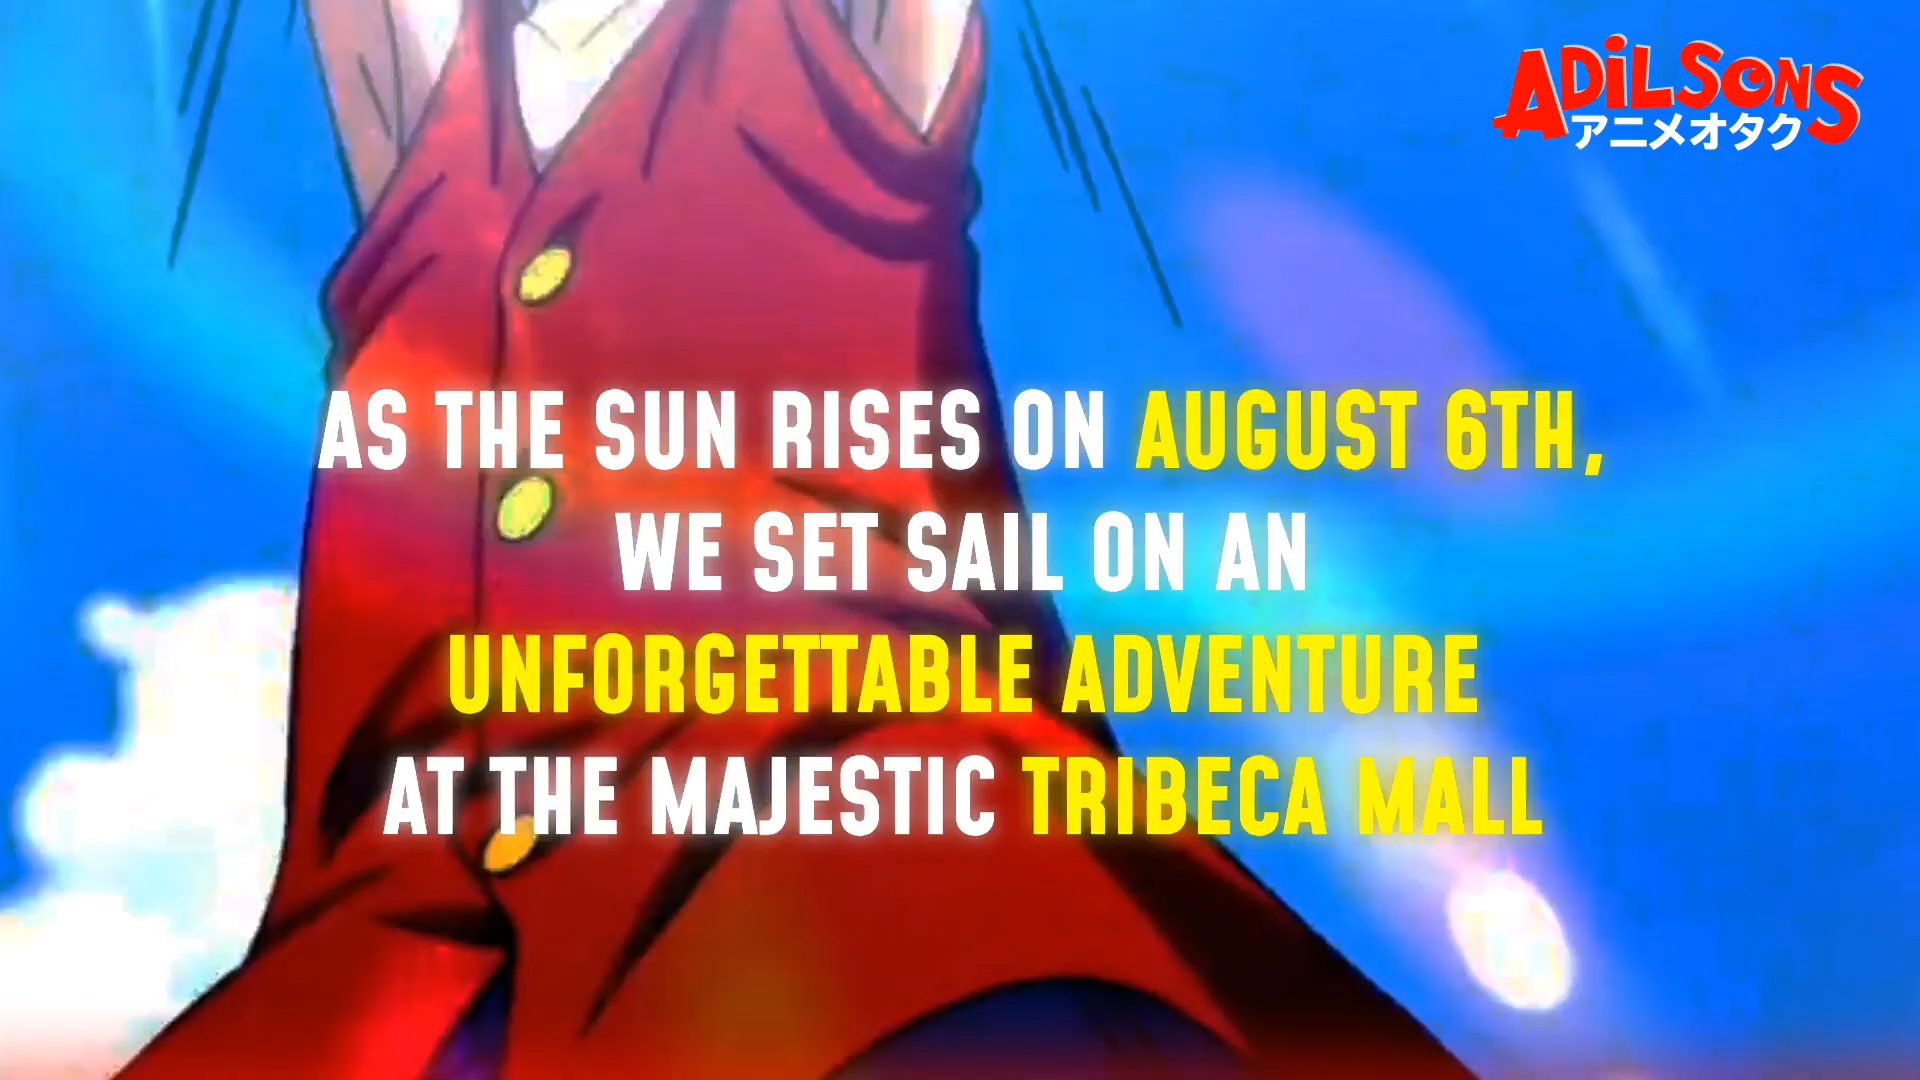 ADiLSONS
アニメオタク
AS THE SUN RISES ON AUGUST 6TH,
WE SET SAIL ON AN
UNFORGETTABLE ADVENTURE
AT THE MAJESTIC TRIBECA MALL